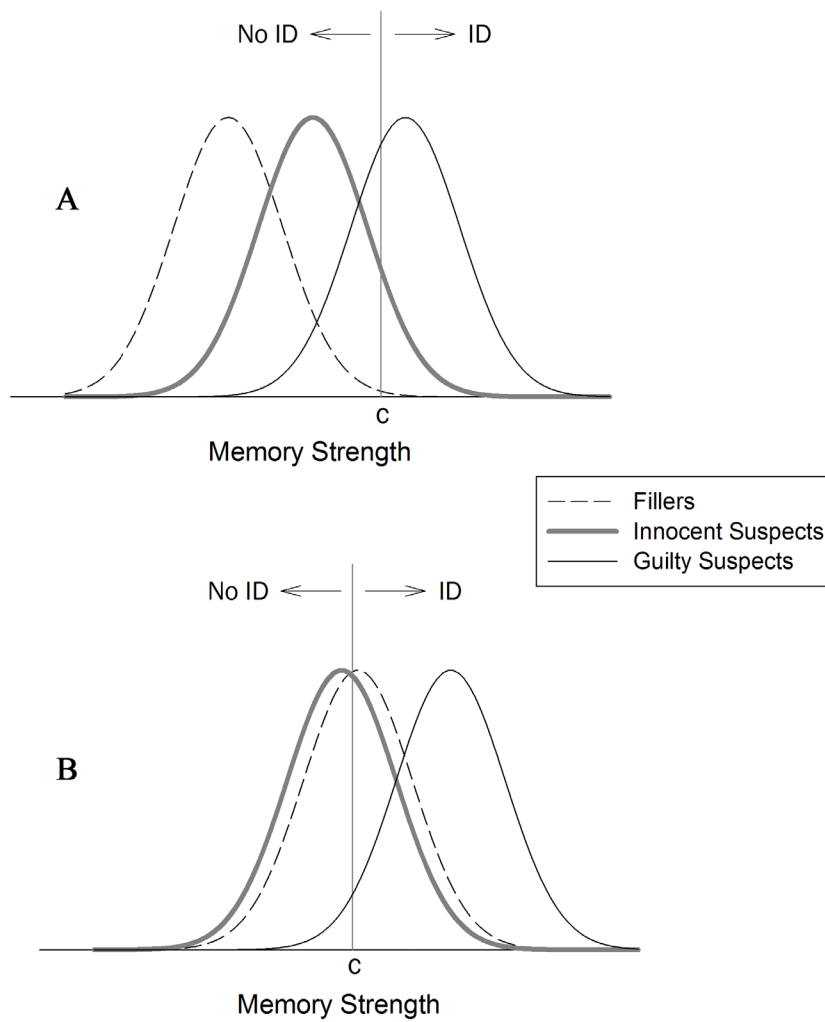 No ID ID
A
c
Memory Strength
Fillers
Innocent Suspects
Guilty Suspects
No ID ID
B
c
Memory Strength